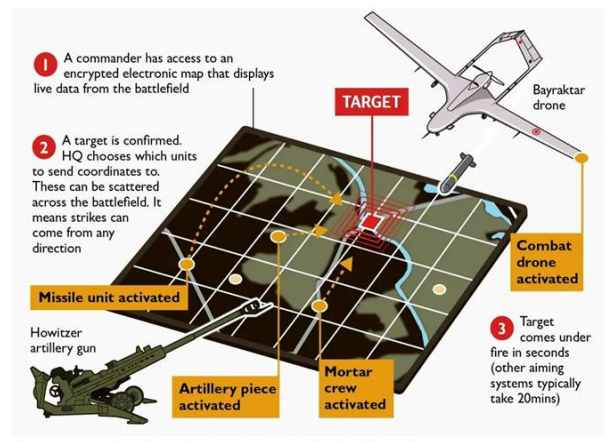 1 A commander has access to an
encrypted electronic map that displays
live data from the battlefield
2 A target is confirmed.
HQ chooses which units
to send coordinates to.
These can be scattered
across the battlefield. It
means strikes can
come from any
direction
TARGET
Bayraktar
drone
Combat
drone
activated
Missile unit activated
Howitzer
artillery gun
Artillery piece
activated
Mortar
crew
activated
3 Target
comes under
fire in seconds
(other aiming
systems typically
take 20mins)